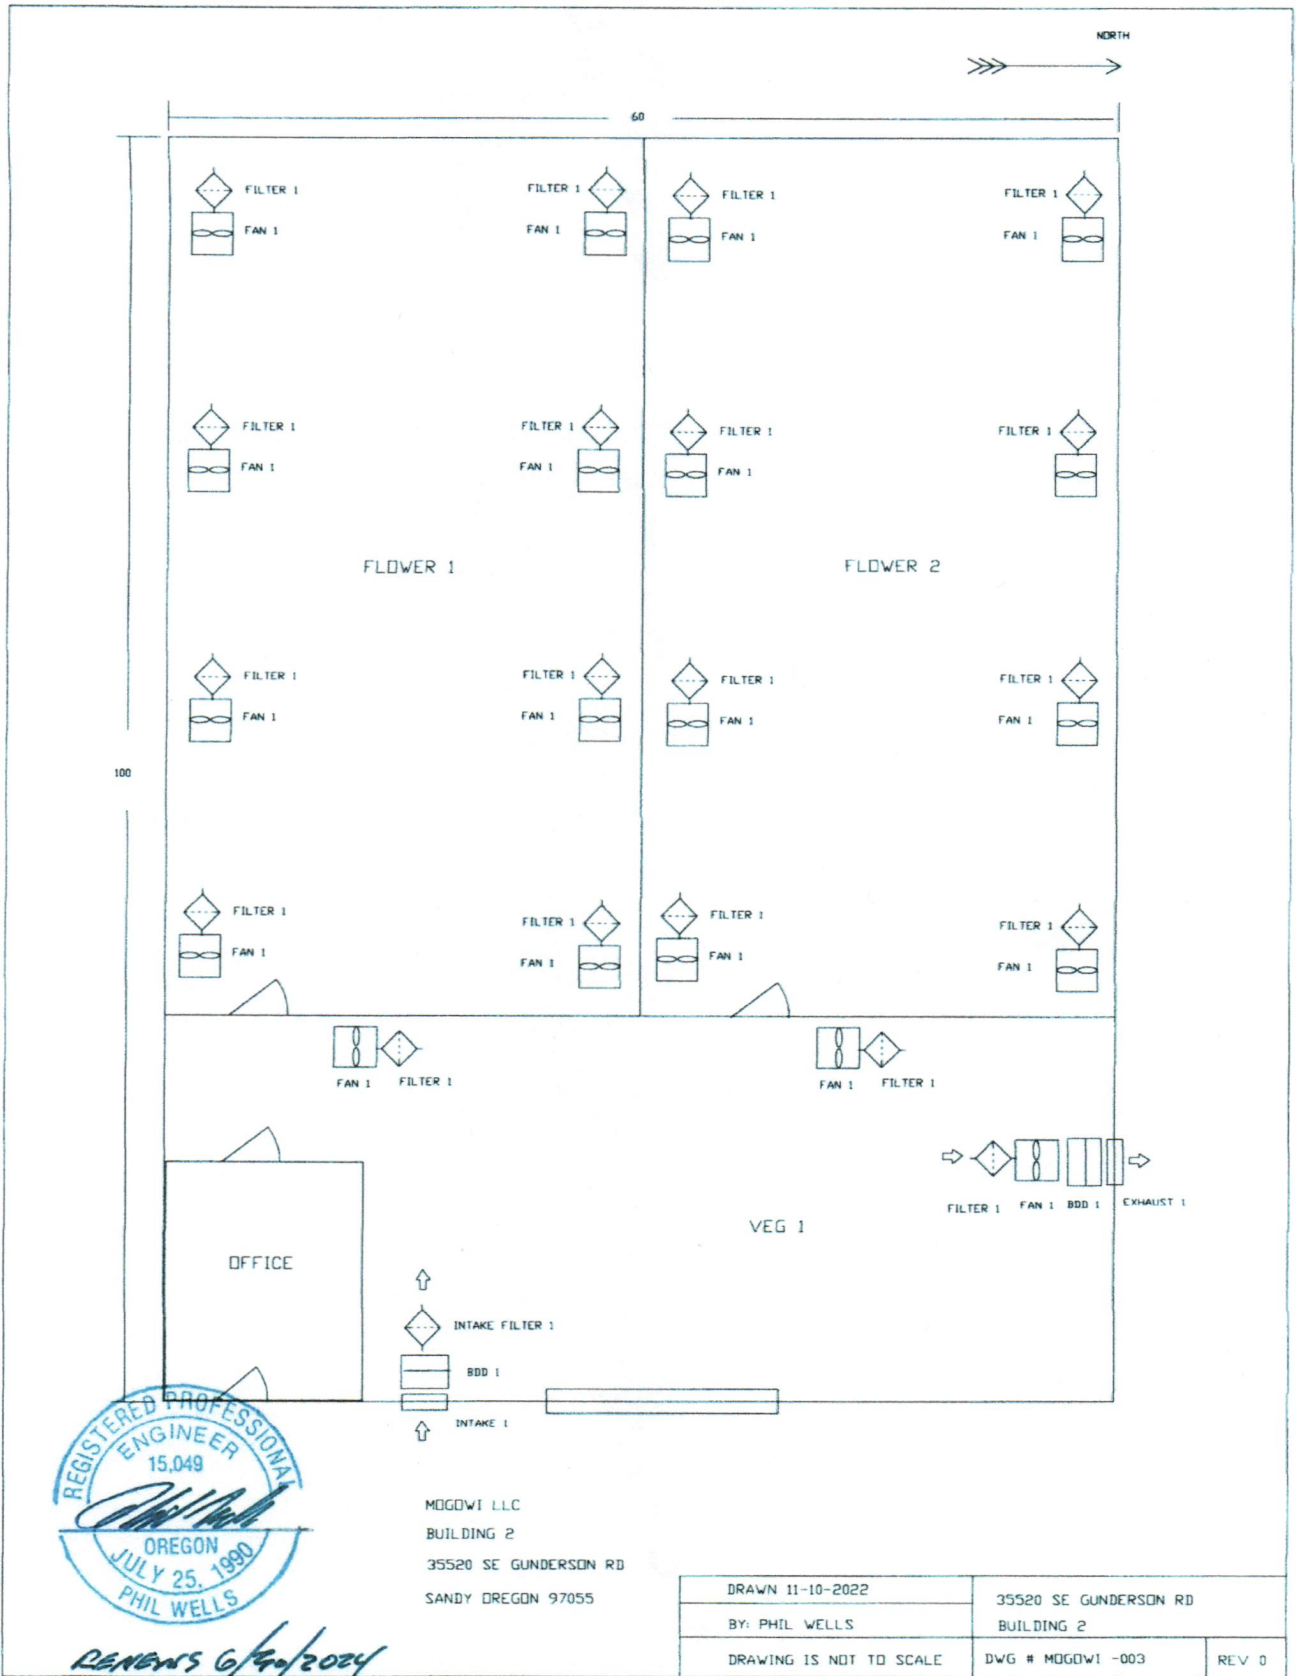 NORTH
60
FILTER 1
FILTER 1
FILTER 1
FILTER 1
FAN 1
FAN 1
FAN 1
FAN 1
FILTER 1
FILTER 1
FILTER 1
FILTER 1
FAN 1
FAN 1
FAN 1
FAN 1
FLOWER 1
FLOWER 2
FILTER 1
FILTER 1
FILTER 1
FILTER 1
FAN 1
FAN 1
FAN 1
FAN 1
100
FILTER 1
FILTER 1
FILTER 1
FILTER 1
FAN 1
FAN 1
FAN 1
FAN 1
FAN 1
FILTER 1
FAN 1
FILTER 1
FILTER 1
FAN 1
BDD 1
EXHAUST 1
VEG 1
OFFICE
INTAKE FILTER 1
BDD 1
INTAKE 1
REGISTERED PROFESSIONAL
ENGINEER
15,049
OREGON
JULY 25, 1990
PHIL WELLS
RENEWS 6/30/2024
MOGOWI LLC
BUILDING 2
35520 SE GUNDERSON RD
SANDY OREGON 97055
DRAWN 11-10-2022
BY: PHIL WELLS
DRAWING IS NOT TO SCALE
35520 SE GUNDERSON RD
BUILDING 2
DWG # MOGOWI -003
REV 0